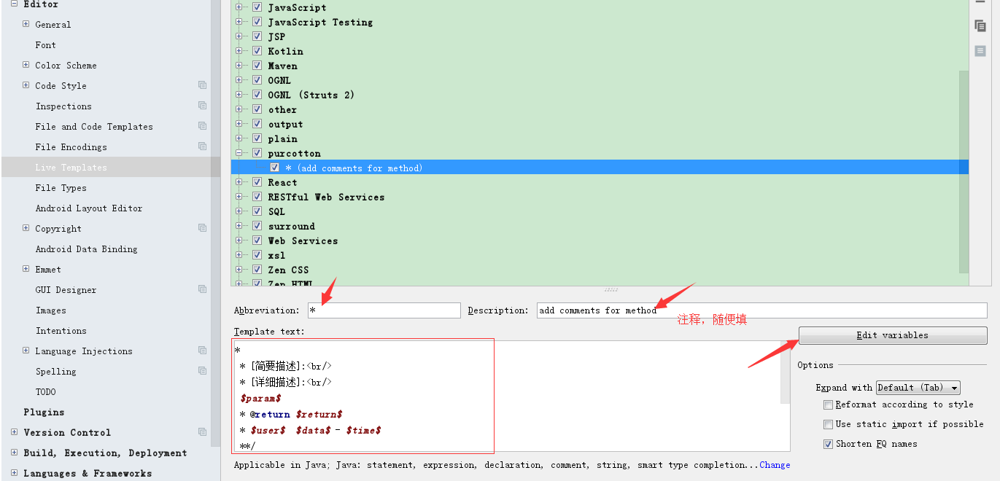 Editor
General
Font
Color Scheme
Code Style
Inspections
File and Code Templates
File Encodings
Live Templates
File Types
Android Layout Editor
Copyright
Android Data Binding
Emmet
GUI Designer
Images
Intentions
Language Injections
Spelling
TODO
Plugins
Version Control
Build, Execution, Deployment
Languages & Frameworks
JavaScript
JavaScript Testing
JSP
Kotlin
Maven
OGNL
OGNL (Struts 2)
other
output
plain
purcotton
* (add comments for method)
React
RESTful Web Services
SQL
surround
Web Services
xsl
Zen CSS
Zen HTML
Abbreviation: *
Description: add comments for method
注释，随便填
Template text:
*
* [简要描述]:<br/>
* [详细描述]:<br/>
$param$
* @return $return$
* $user$ $data$ - $time$
**/
Edit variables
Options
Expand with Default (Tab)
Reformat according to style
Use static import if possible
Shorten FQ names
Applicable in Java; Java: statement, expression, declaration, comment, string, smart type completion...Change